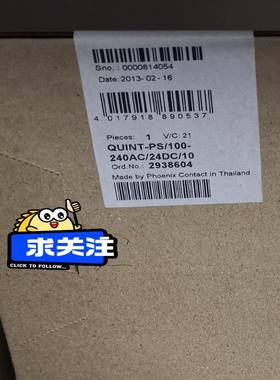 Sno.: 0000814054
Date: 2013-02-16
4 017918 890537
Pieces: 1 V/C: 21
QUINT-PS/100-
240AC/24DC/10
Ord.No.: 2938604
Made by Phoenix Contact in Thailand
求关注
CLICK TO FOLLOW...